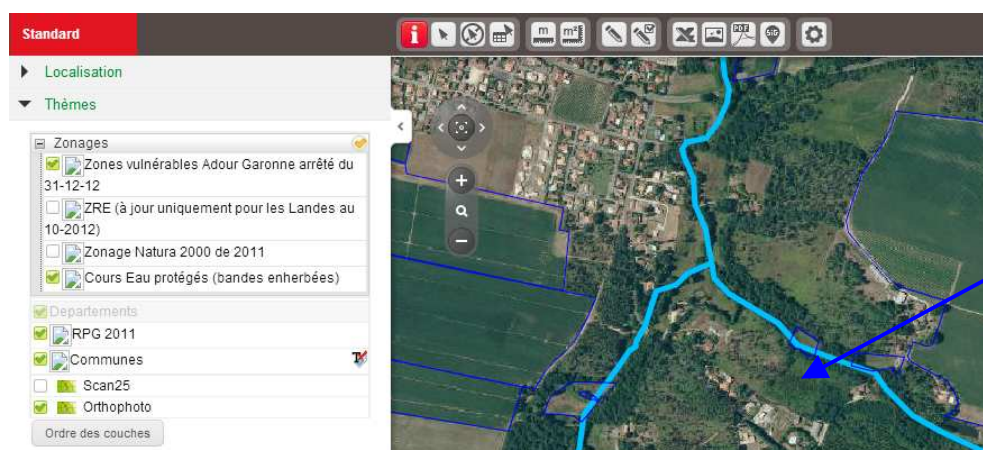 Standard
i
m
m²
PDF
SIG
Localisation
Thèmes
Zonages
Zones vulnérables Adour Garonne arrêté du
31-12-12
ZRE (à jour uniquement pour les Landes au
10-2012)
Zonage Natura 2000 de 2011
Cours Eau protégés (bandes enherbées)
Departements
RPG 2011
Communes
Scan25
Orthophoto
Ordre des couches